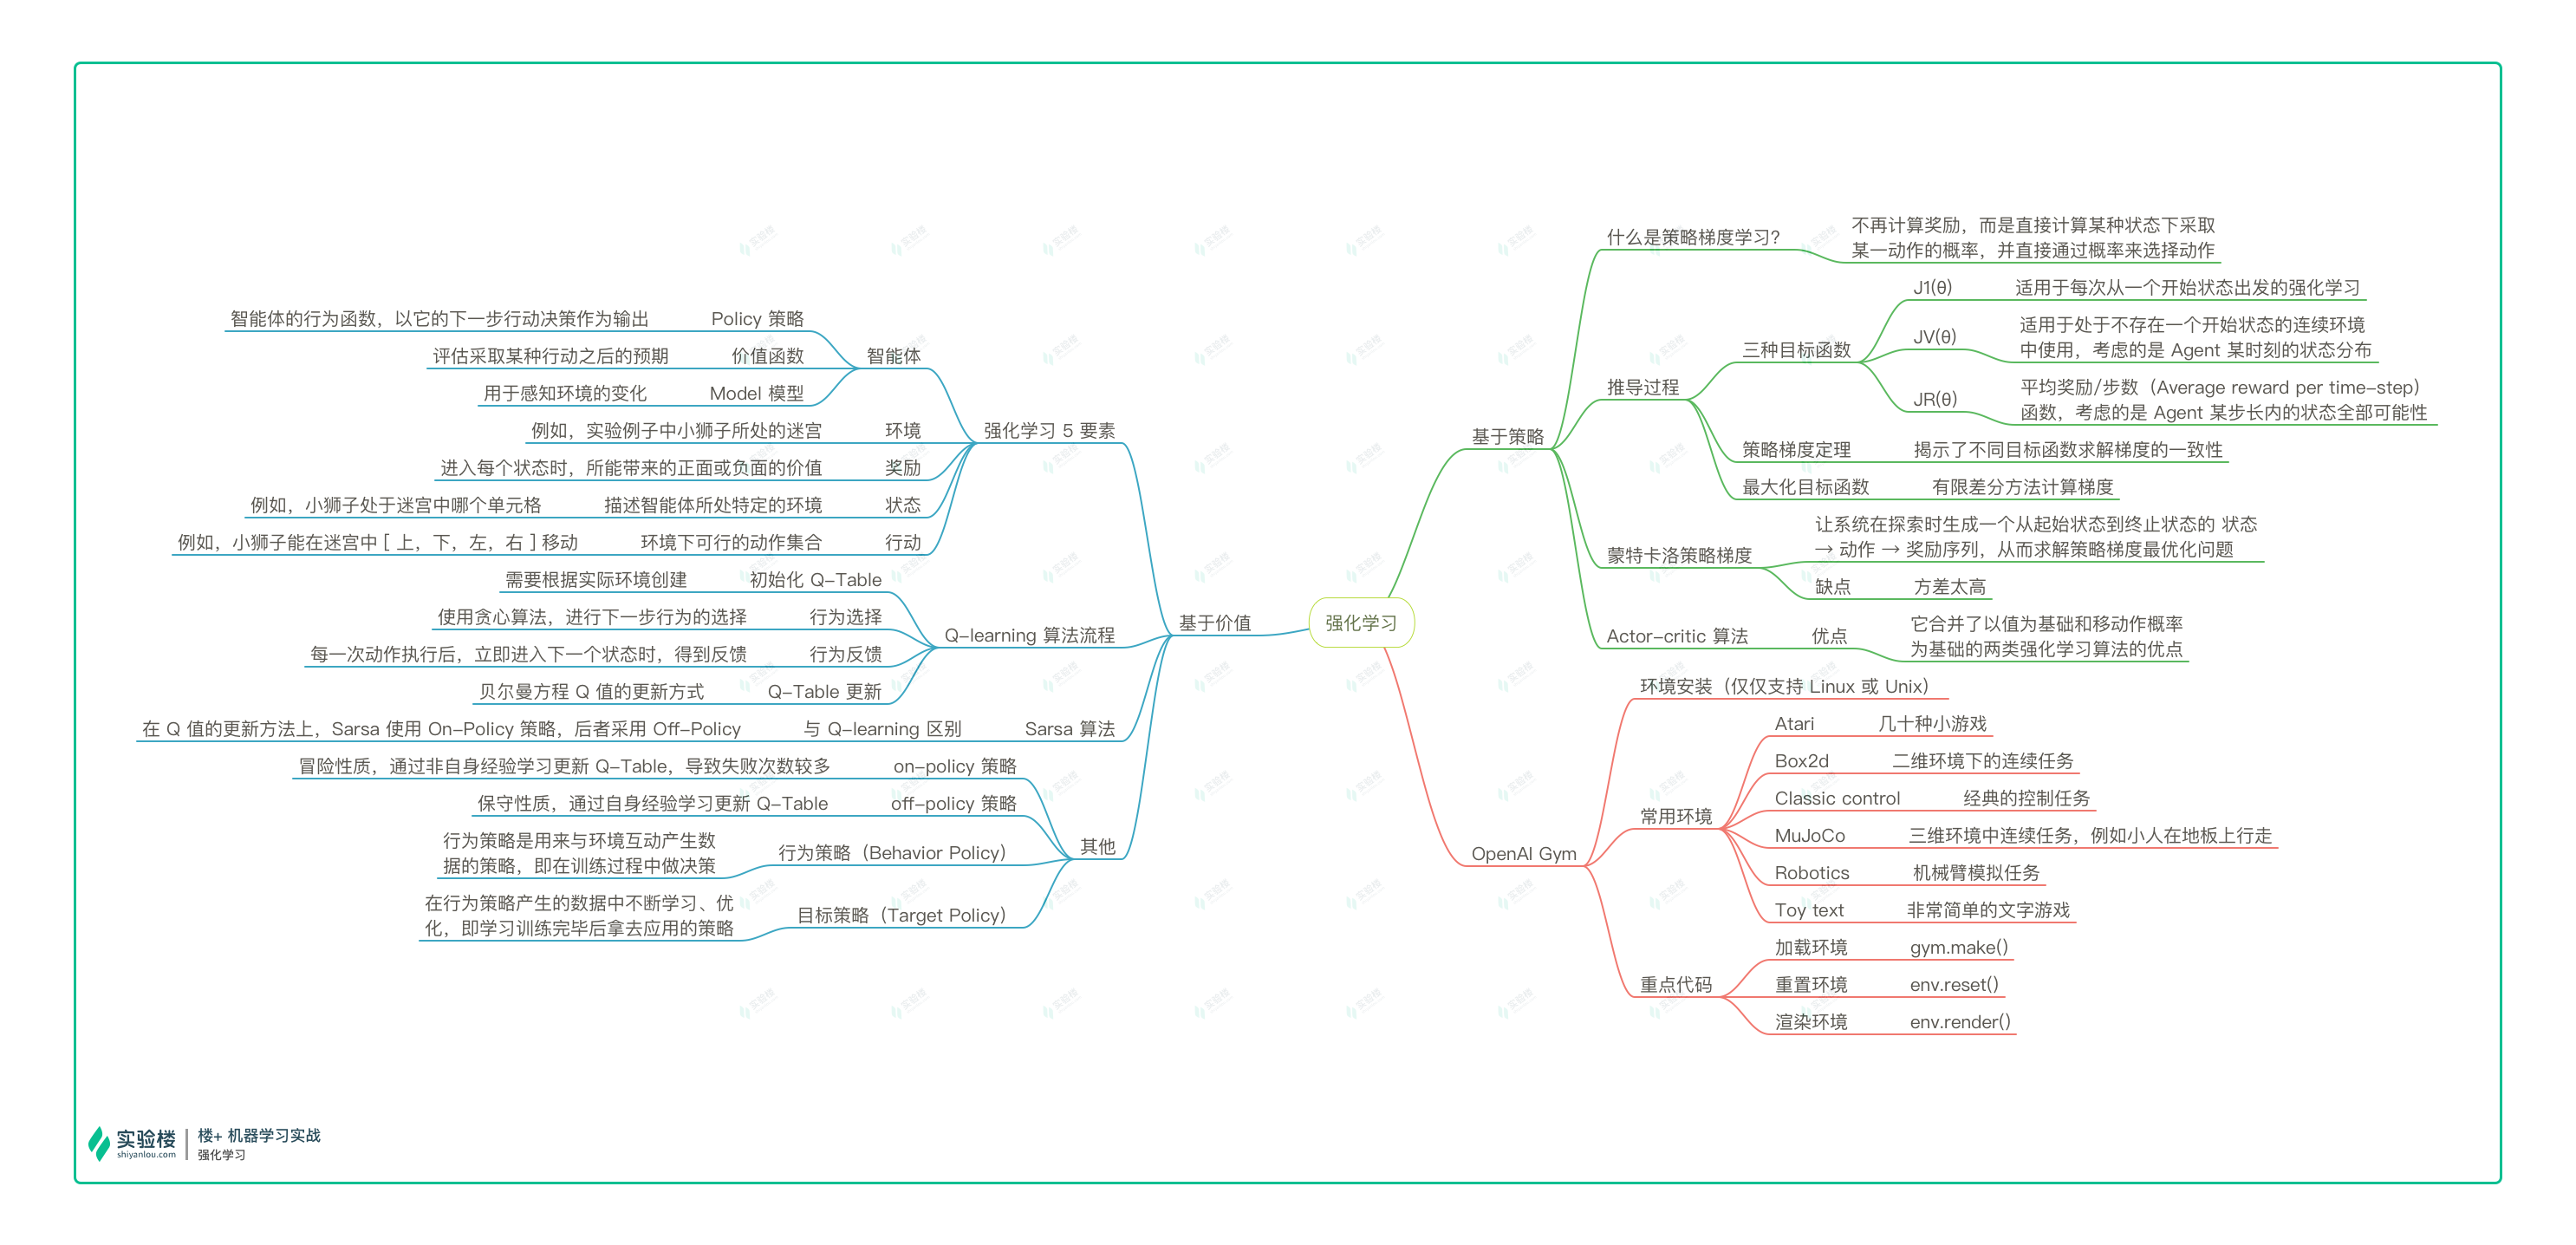 强化学习
基于价值
强化学习 5 要素
智能体
Policy 策略
智能体的行为函数，以它的下一步行动决策作为输出
价值函数
评估采取某种行动之后的预期
Model 模型
用于感知环境的变化
环境
例如，实验例子中小狮子所处的迷宫
奖励
进入每个状态时，所能带来的正面或负面的价值
状态
描述智能体所处特定的环境
例如，小狮子处于迷宫中哪个单元格
行动
环境下可行的动作集合
例如，小狮子能在迷宫中 [ 上，下，左，右 ] 移动
Q-learning 算法流程
初始化 Q-Table
需要根据实际环境创建
行为选择
使用贪心算法，进行下一步行为的选择
行为反馈
每一次动作执行后，立即进入下一个状态时，得到反馈
Q-Table 更新
贝尔曼方程 Q 值的更新方式
Sarsa 算法
与 Q-learning 区别
在 Q 值的更新方法上，Sarsa 使用 On-Policy 策略，后者采用 Off-Policy
其他
on-policy 策略
冒险性质，通过非自身经验学习更新 Q-Table，导致失败次数较多
off-policy 策略
保守性质，通过自身经验学习更新 Q-Table
行为策略（Behavior Policy）
行为策略是用来与环境互动产生数
据的策略，即在训练过程中做决策
目标策略（Target Policy）
在行为策略产生的数据中不断学习、优
化，即学习训练完毕后拿去应用的策略
基于策略
什么是策略梯度学习？
不再计算奖励，而是直接计算某种状态下采取
某一动作的概率，并直接通过概率来选择动作
推导过程
三种目标函数
J1(θ)
适用于每次从一个开始状态出发的强化学习
JV(θ)
适用于处于不存在一个开始状态的连续环境
中使用，考虑的是 Agent 某时刻的状态分布
JR(θ)
平均奖励/步数（Average reward per time-step）
函数，考虑的是 Agent 某步长内的状态全部可能性
策略梯度定理
揭示了不同目标函数求解梯度的一致性
最大化目标函数
有限差分方法计算梯度
蒙特卡洛策略梯度
让系统在探索时生成一个从起始状态到终止状态的 状态
→ 动作 → 奖励序列，从而求解策略梯度最优化问题
缺点
方差太高
Actor-critic 算法
优点
它合并了以值为基础和移动作概率
为基础的两类强化学习算法的优点
OpenAI Gym
环境安装（仅仅支持 Linux 或 Unix）
常用环境
Atari
几十种小游戏
Box2d
二维环境下的连续任务
Classic control
经典的控制任务
MuJoCo
三维环境中连续任务，例如小人在地板上行走
Robotics
机械臂模拟任务
Toy text
非常简单的文字游戏
重点代码
加载环境
gym.make()
重置环境
env.reset()
渲染环境
env.render()
实验楼
shiyanlou.com
楼+ 机器学习实战
强化学习